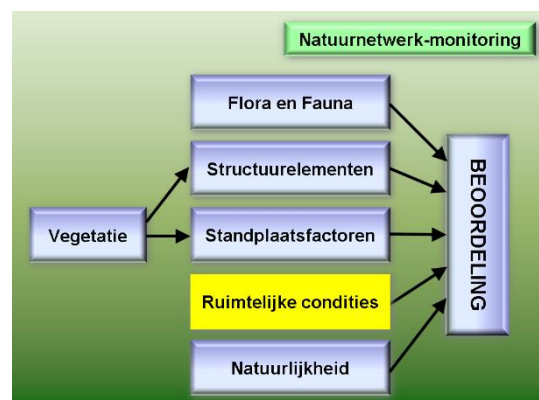 Natuurnetwerk-monitoring
Flora en Fauna
Structuurelementen
Vegetatie
Standplaatsfactoren
Ruimtelijke condities
Natuurlijkheid
BEOORDELING